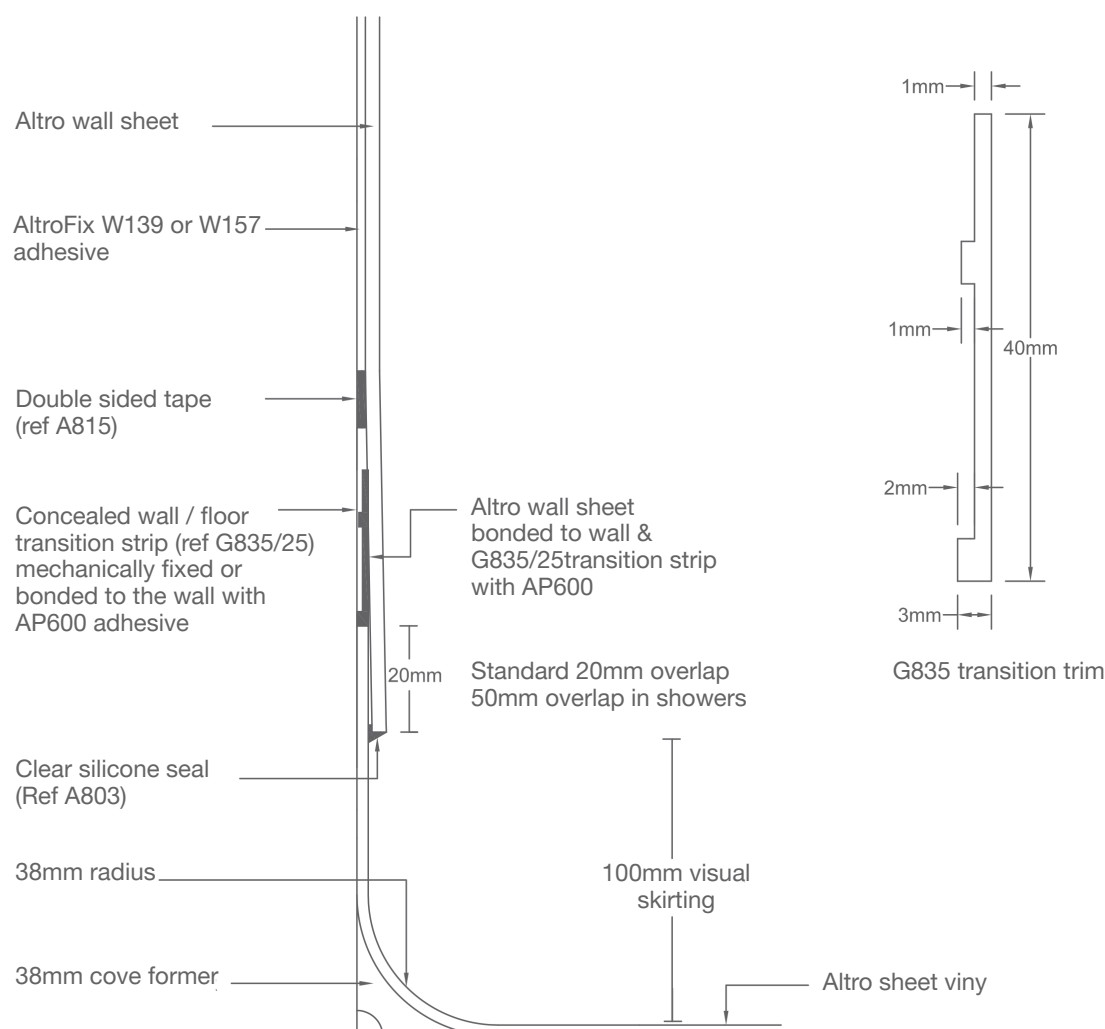 Altro wall sheet
AltroFix W139 or W157
adhesive
Double sided tape
(ref A815)
Concealed wall / floor
transition strip (ref G835/25)
mechanically fixed or
bonded to the wall with
AP600 adhesive
Clear silicone seal
(Ref A803)
38mm radius
38mm cove former
Altro wall sheet
bonded to wall &
G835/25transition strip
with AP600
20mm
Standard 20mm overlap
50mm overlap in showers
100mm visual
skirting
Altro sheet viny
1mm
1mm
40mm
2mm
3mm
G835 transition trim